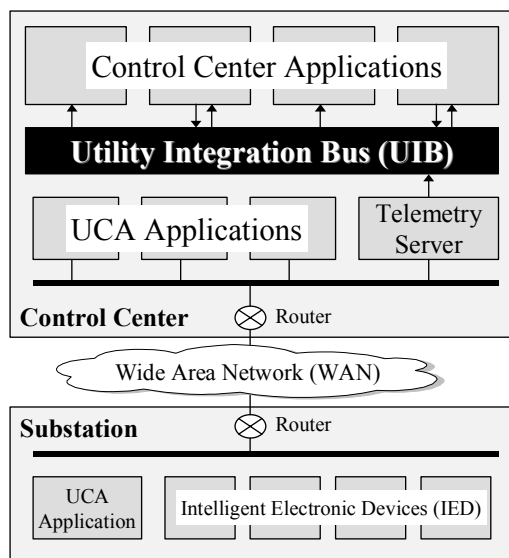 Control Center Applications
Utility Integration Bus (UIB)
UCA Applications
Telemetry
Server
Control Center
Router
Wide Area Network (WAN)
Substation
Router
UCA
Application
Intelligent Electronic Devices (IED)